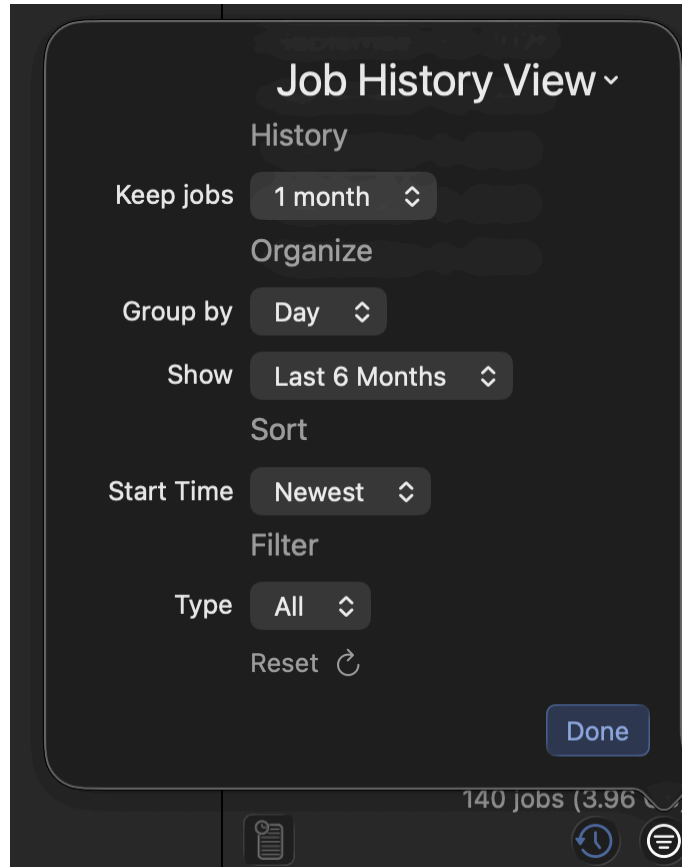 Job History View
History
Keep jobs 1 month
Organize
Group by Day
Show Last 6 Months
Sort
Start Time Newest
Filter
Type All
Reset
Done
140 jobs (3.96